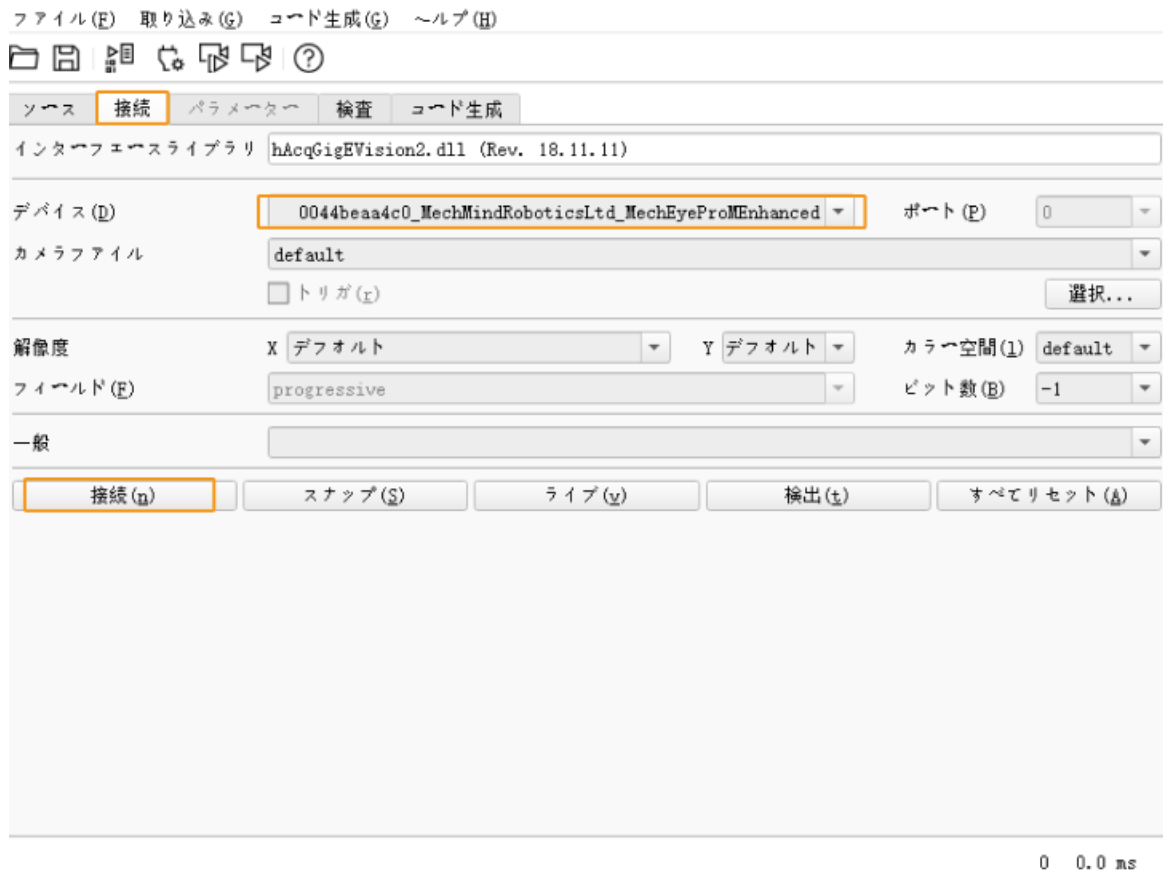 ファイル(F) 取り込み(G) コード生成(G) ヘルプ(H)
ソース 接続 パラメーター 検査 コード生成
インターフェースライブラリ hAcqGigEVision2.dll (Rev. 18.11.11)
デバイス(D) 0044beaa4c0_MechMindRoboticsLtd_MechEyeProMEnhanced ポート(P) 0
カメラファイル default
トリガ(r) 選択...
解像度 X デフォルト Y デフォルト カラー空間(l) default
フィールド(F) progressive ビット数(B) -1
一般
接続(n) スナップ(S) ライブ(v) 検出(t) すべてリセット(A)
0 0.0 ms